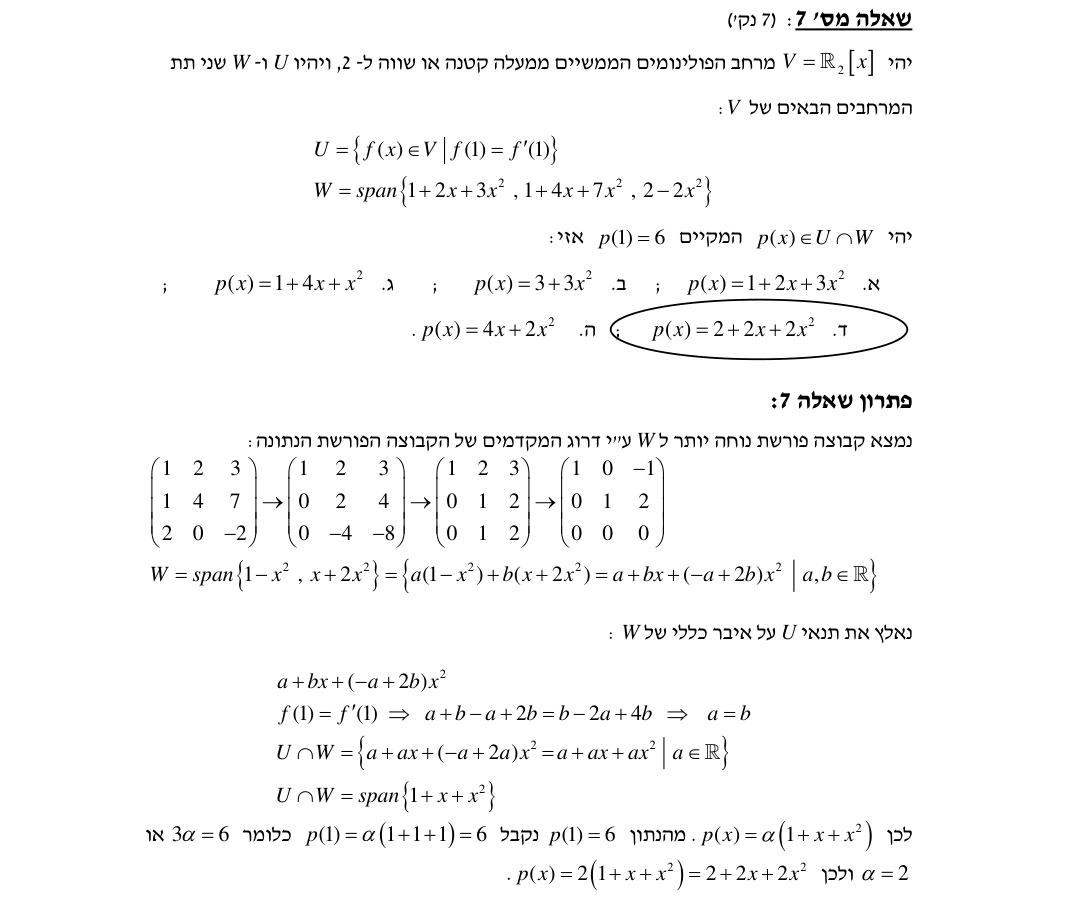 שאלה מס׳ 7 : (7 נק׳)
יהי V = ℝ₂[x] מרחב הפולינומים הממשיים ממעלה קטנה או שווה ל- 2, ויהיו U ו- W שני תת
המרחבים הבאים של V :
U = {f(x) ∈ V | f(1) = f′(1)}
W = span{1+2x+3x² , 1+4x+7x² , 2−2x²}
יהי p(x) ∈ U ∩ W המקיים p(1) = 6 אזי :
א. p(x) = 1+2x+3x² ; ב. p(x) = 3+3x² ; ג. p(x) = 1+4x+x² ;
ד. p(x) = 2+2x+2x² ; ה. p(x) = 4x+2x² .
פתרון שאלה 7:
נמצא קבוצה פורשת נוחה יותר ל W ע״י דרוג המקדמים של הקבוצה הפורשת הנתונה :
(1 2 3) (1 2 3) (1 2 3) (1 0 −1)
(1 4 7) → (0 2 4) → (0 1 2) → (0 1 2)
(2 0 −2) (0 −4 −8) (0 1 2) (0 0 0)
W = span{1−x² , x+2x²} = {a(1−x²)+b(x+2x²) = a+bx+(−a+2b)x² | a,b ∈ ℝ}
נאלץ את תנאי U על איבר כללי של W :
a+bx+(−a+2b)x²
f(1) = f′(1) ⇒ a+b−a+2b = b−2a+4b ⇒ a = b
U ∩ W = {a+ax+(−a+2a)x² = a+ax+ax² | a ∈ ℝ}
U ∩ W = span{1+x+x²}
לכן p(x) = α(1+x+x²) . מהנתון p(1) = 6 נקבל p(1) = α(1+1+1) = 6 כלומר 3α = 6 או
α = 2 ולכן p(x) = 2(1+x+x²) = 2+2x+2x² .